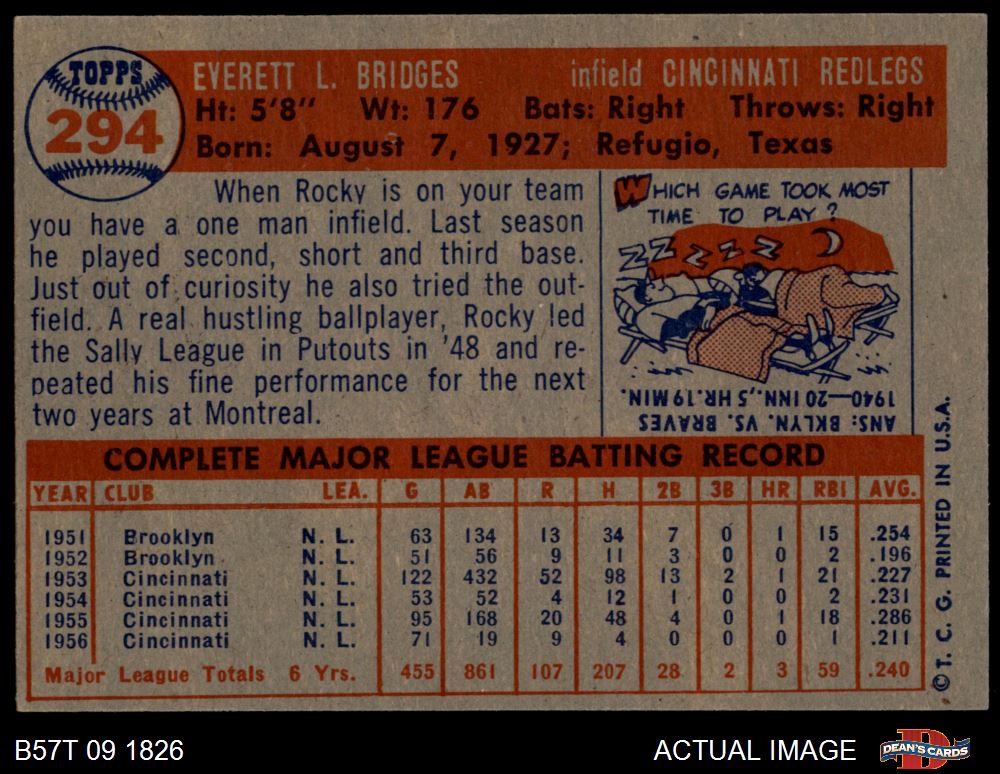 TOPPS
294
EVERETT L. BRIDGES infield CINCINNATI REDLEGS
Ht: 5'8" Wt: 176 Bats: Right Throws: Right
Born: August 7, 1927; Refugio, Texas
When Rocky is on your team
you have a one man infield. Last season
he played second, short and third base.
Just out of curiosity he also tried the out-
field. A real hustling ballplayer, Rocky led
the Sally League in Putouts in '48 and re-
peated his fine performance for the next
two years at Montreal.
WHICH GAME TOOK MOST
TIME TO PLAY?
ZZ Z Z Z Z
ANS: BKLYN. VS. BRAVES
1940—20 INN., 5 HR. 19 MIN.
COMPLETE MAJOR LEAGUE BATTING RECORD
YEAR CLUB LEA. G AB R H 2B 3B HR RBI AVG.
1951 Brooklyn N. L. 63 134 13 34 7 0 1 15 .254
1952 Brooklyn N. L. 51 56 9 11 3 0 0 2 .196
1953 Cincinnati N. L. 122 432 52 98 13 2 1 21 .227
1954 Cincinnati N. L. 53 52 4 12 1 0 0 2 .231
1955 Cincinnati N. L. 95 168 20 48 4 0 1 18 .286
1956 Cincinnati N. L. 71 19 9 4 0 0 0 1 .211
Major League Totals 6 Yrs. 455 861 107 207 28 2 3 59 .240
© T. C. G. PRINTED IN U.S.A.
B57T 09 1826 ACTUAL IMAGE
DEAN'S CARDS